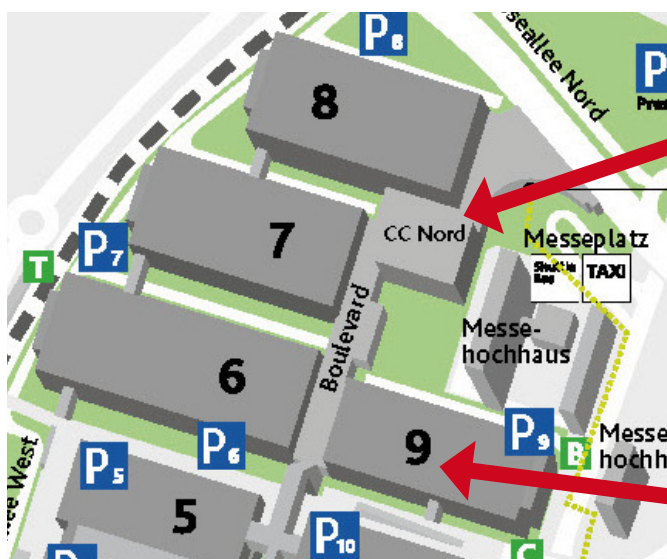 P8
8
sseallee Nord
P
CC Nord
Messeplatz
7
P7
T
TAXI
Messe-
hochhaus
Boulevard
6
9
P9
B
Messe
hochh
P6
P5
5
ee West
P10
C
P